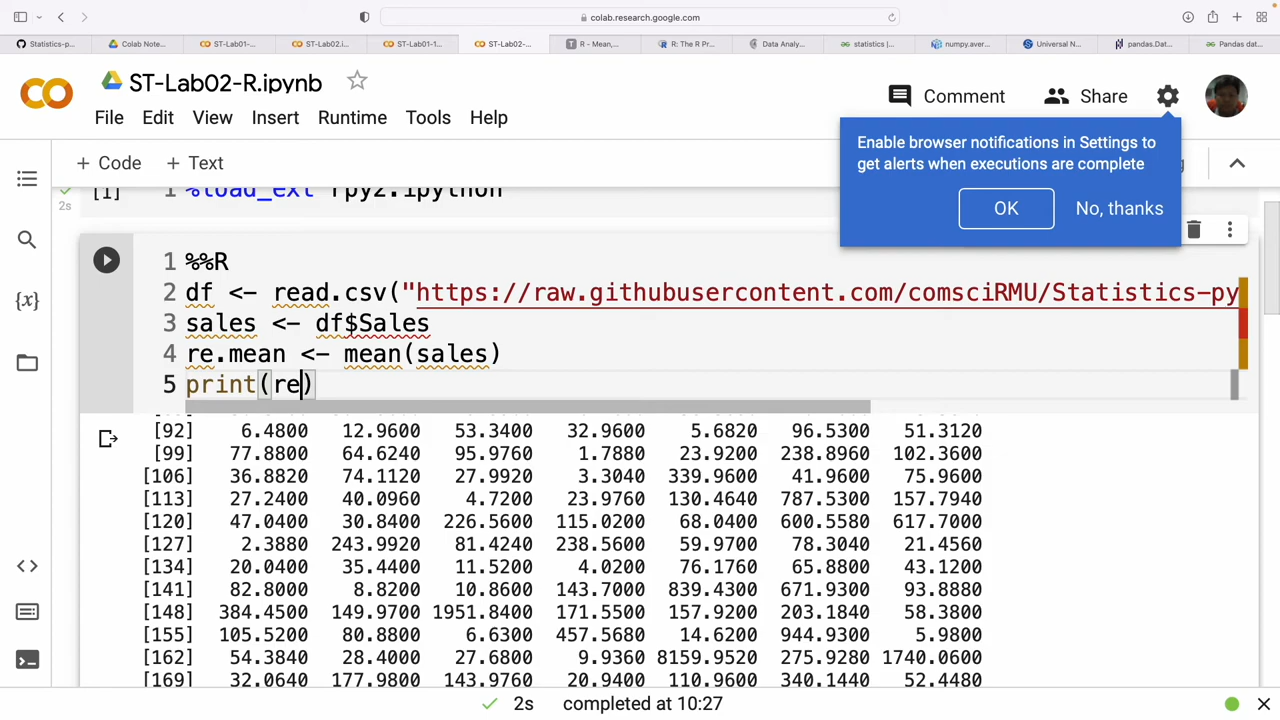 colab.research.google.com
Statistics-p...
Colab Note...
ST-Lab01-...
ST-Lab02.i...
ST-Lab01-1...
ST-Lab02-...
R - Mean,...
R: The R Pr...
Data Analy...
statistics |...
numpy.aver...
Universal N...
pandas.Dat...
Pandas dat...
ST-Lab02-R.ipynb
Comment
Share
File Edit View Insert Runtime Tools Help
Enable browser notifications in Settings to
get alerts when executions are complete
OK
No, thanks
+ Code + Text
[1] 1 %load_ext rpy2.ipython
2s
1 %%R
2 df <- read.csv("https://raw.githubusercontent.com/comsciRMU/Statistics-py
3 sales <- df$Sales
4 re.mean <- mean(sales)
5 print(re)
[92] 6.4800 12.9600 53.3400 32.9600 5.6820 96.5300 51.3120
[99] 77.8800 64.6240 95.9760 1.7880 23.9200 238.8960 102.3600
[106] 36.8820 74.1120 27.9920 3.3040 339.9600 41.9600 75.9600
[113] 27.2400 40.0960 4.7200 23.9760 130.4640 787.5300 157.7940
[120] 47.0400 30.8400 226.5600 115.0200 68.0400 600.5580 617.7000
[127] 2.3880 243.9920 81.4240 238.5600 59.9700 78.3040 21.4560
[134] 20.0400 35.4400 11.5200 4.0200 76.1760 65.8800 43.1200
[141] 82.8000 8.8200 10.8600 143.7000 839.4300 671.9300 93.8880
[148] 384.4500 149.9700 1951.8400 171.5500 157.9200 203.1840 58.3800
[155] 105.5200 80.8800 6.6300 457.5680 14.6200 944.9300 5.9800
[162] 54.3840 28.4000 27.6800 9.9360 8159.9520 275.9280 1740.0600
[169] 32.0640 177.9800 143.9760 20.9400 110.9600 340.1440 52.4480
{x}
2s completed at 10:27